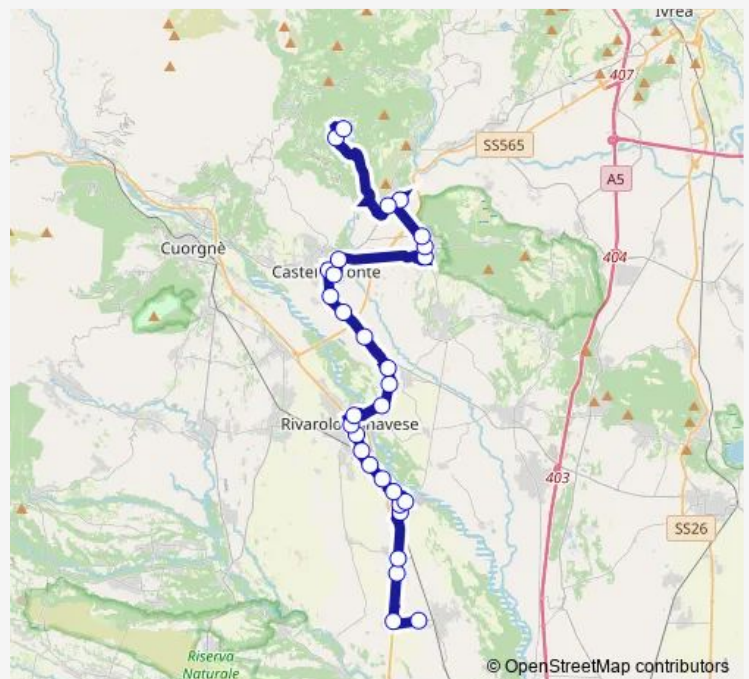 Ivrea
407
SS565
A5
Cuorgnè
404
Castellamonte
Rivarolo Canavese
403
SS26
Riserva
Naturale
© OpenStreetMap contributors